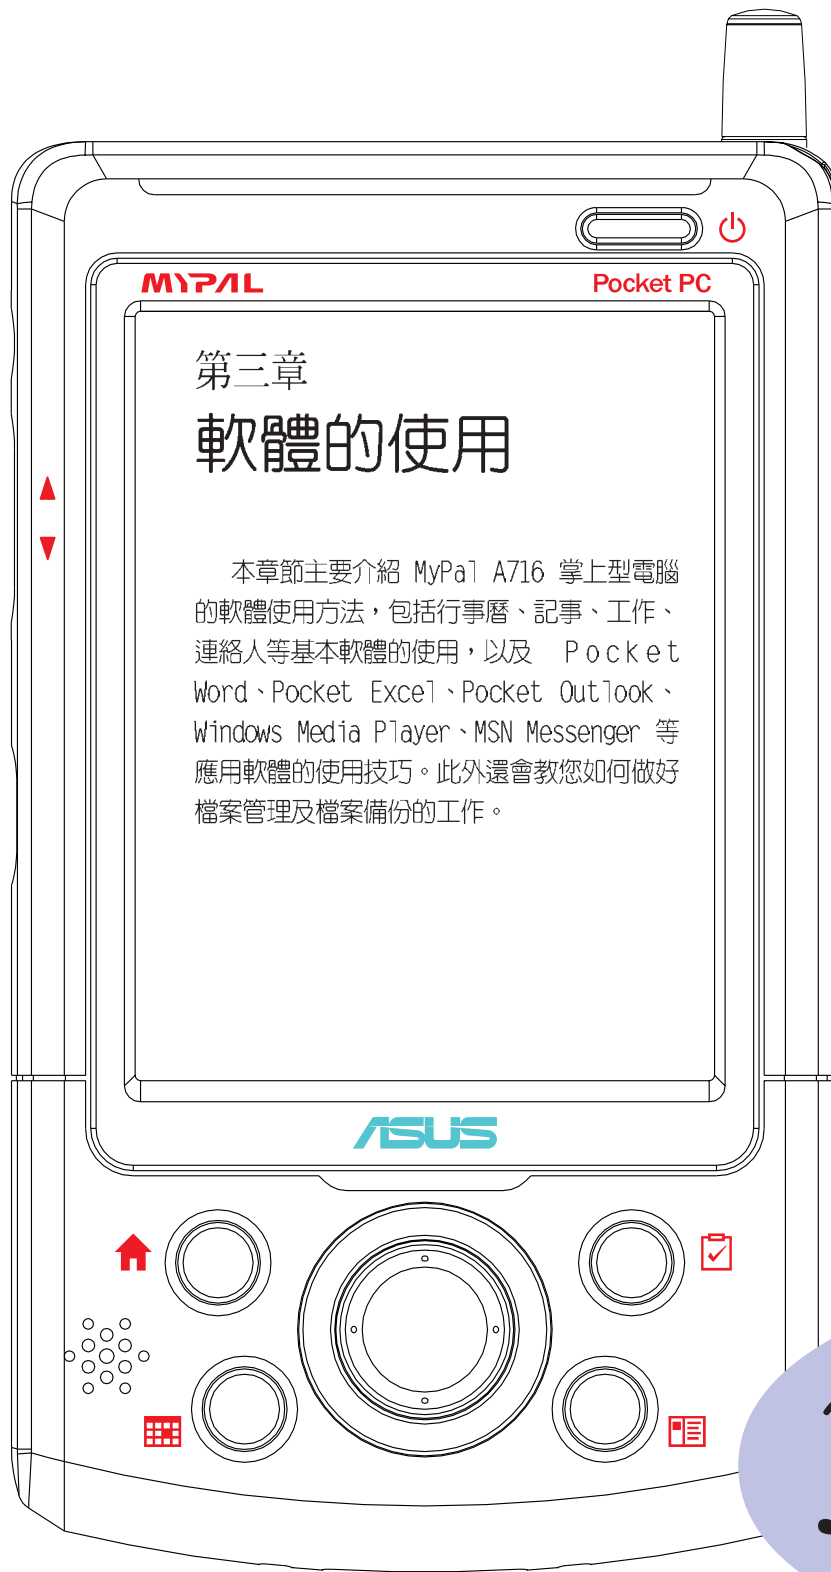 MYPAL
Pocket PC
第三章
軟體的使用
本章節主要介紹 MyPal A716 掌上型電腦
的軟體使用方法，包括行事曆、記事、工作、
連絡人等基本軟體的使用，以及 Pocket
Word、Pocket Excel、Pocket Outlook、
Windows Media Player、MSN Messenger 等
應用軟體的使用技巧。此外還會教您如何做好
檔案管理及檔案備份的工作。
ASUS